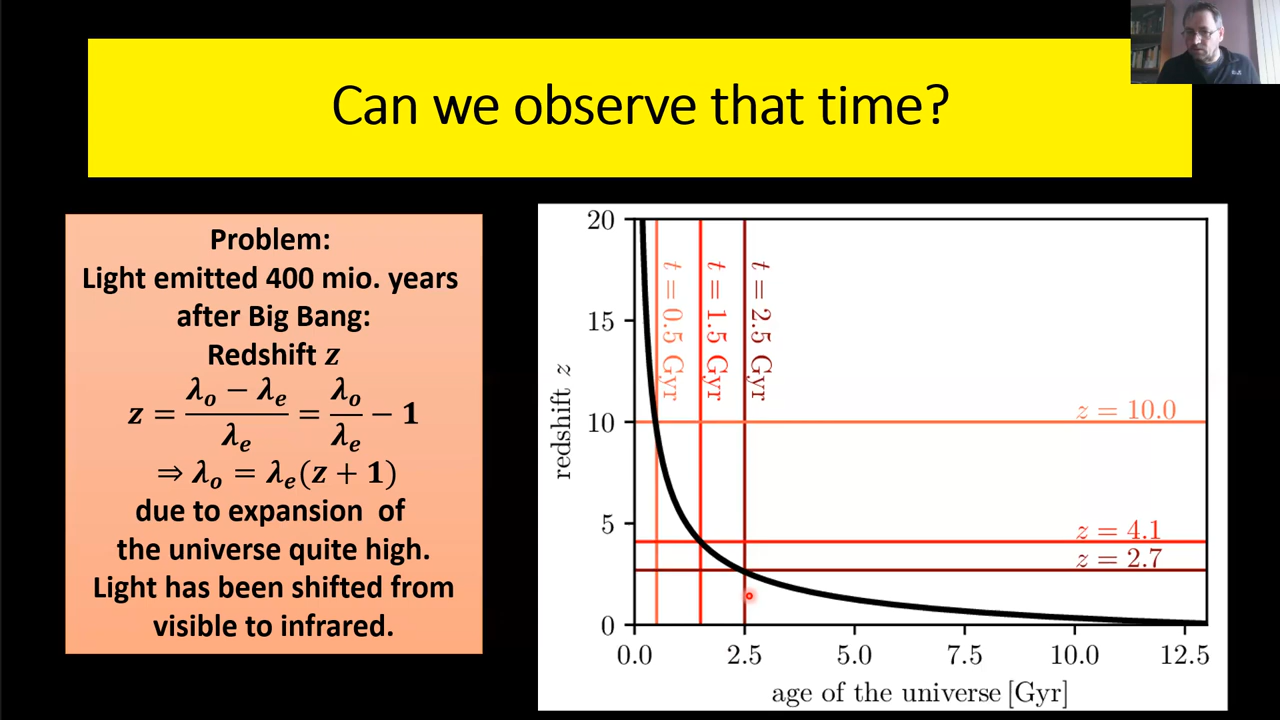 Can we observe that time?
Problem:
Light emitted 400 mio. years
after Big Bang:
Redshift z
z = (λₒ − λₑ)/λₑ = λₒ/λₑ − 1
⇒ λₒ = λₑ(z + 1)
due to expansion of
the universe quite high.
Light has been shifted from
visible to infrared.
20
15
10
5
0
redshift z
t = 0.5 Gyr
t = 1.5 Gyr
t = 2.5 Gyr
z = 10.0
z = 4.1
z = 2.7
0.0 2.5 5.0 7.5 10.0 12.5
age of the universe [Gyr]